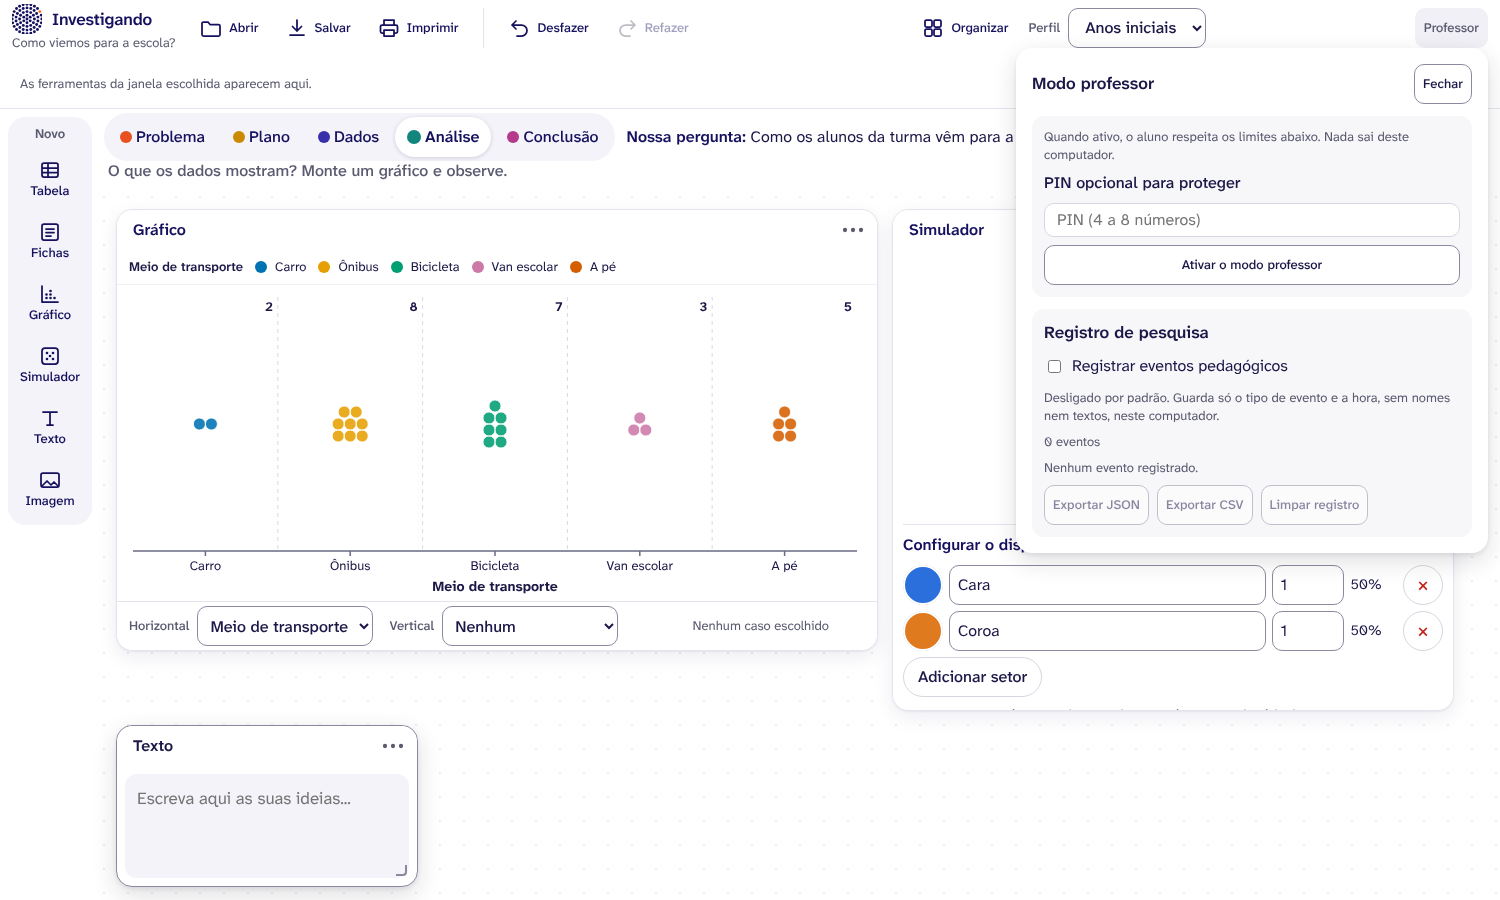 Investigando
Como viemos para a escola?
Abrir
Salvar
Imprimir
Desfazer
Refazer
Organizar
Perfil
Anos iniciais
Professor
As ferramentas da janela escolhida aparecem aqui.
Modo professor
Fechar
Quando ativo, o aluno respeita os limites abaixo. Nada sai deste
computador.
PIN opcional para proteger
PIN (4 a 8 números)
Ativar o modo professor
Registro de pesquisa
Registrar eventos pedagógicos
Desligado por padrão. Guarda só o tipo de evento e a hora, sem nomes
nem textos, neste computador.
0 eventos
Nenhum evento registrado.
Exportar JSON
Exportar CSV
Limpar registro
Novo
Tabela
Fichas
Gráfico
Simulador
Texto
Imagem
Problema
Plano
Dados
Análise
Conclusão
Nossa pergunta: Como os alunos da turma vêm para a
O que os dados mostram? Monte um gráfico e observe.
Gráfico
Meio de transporte
Carro
Ônibus
Bicicleta
Van escolar
A pé
2
8
7
3
5
Carro
Ônibus
Bicicleta
Van escolar
A pé
Meio de transporte
Horizontal
Meio de transporte
Vertical
Nenhum
Nenhum caso escolhido
Simulador
Configurar o
Cara
1
50%
Coroa
1
50%
Adicionar setor
Texto
Escreva aqui as suas ideias...